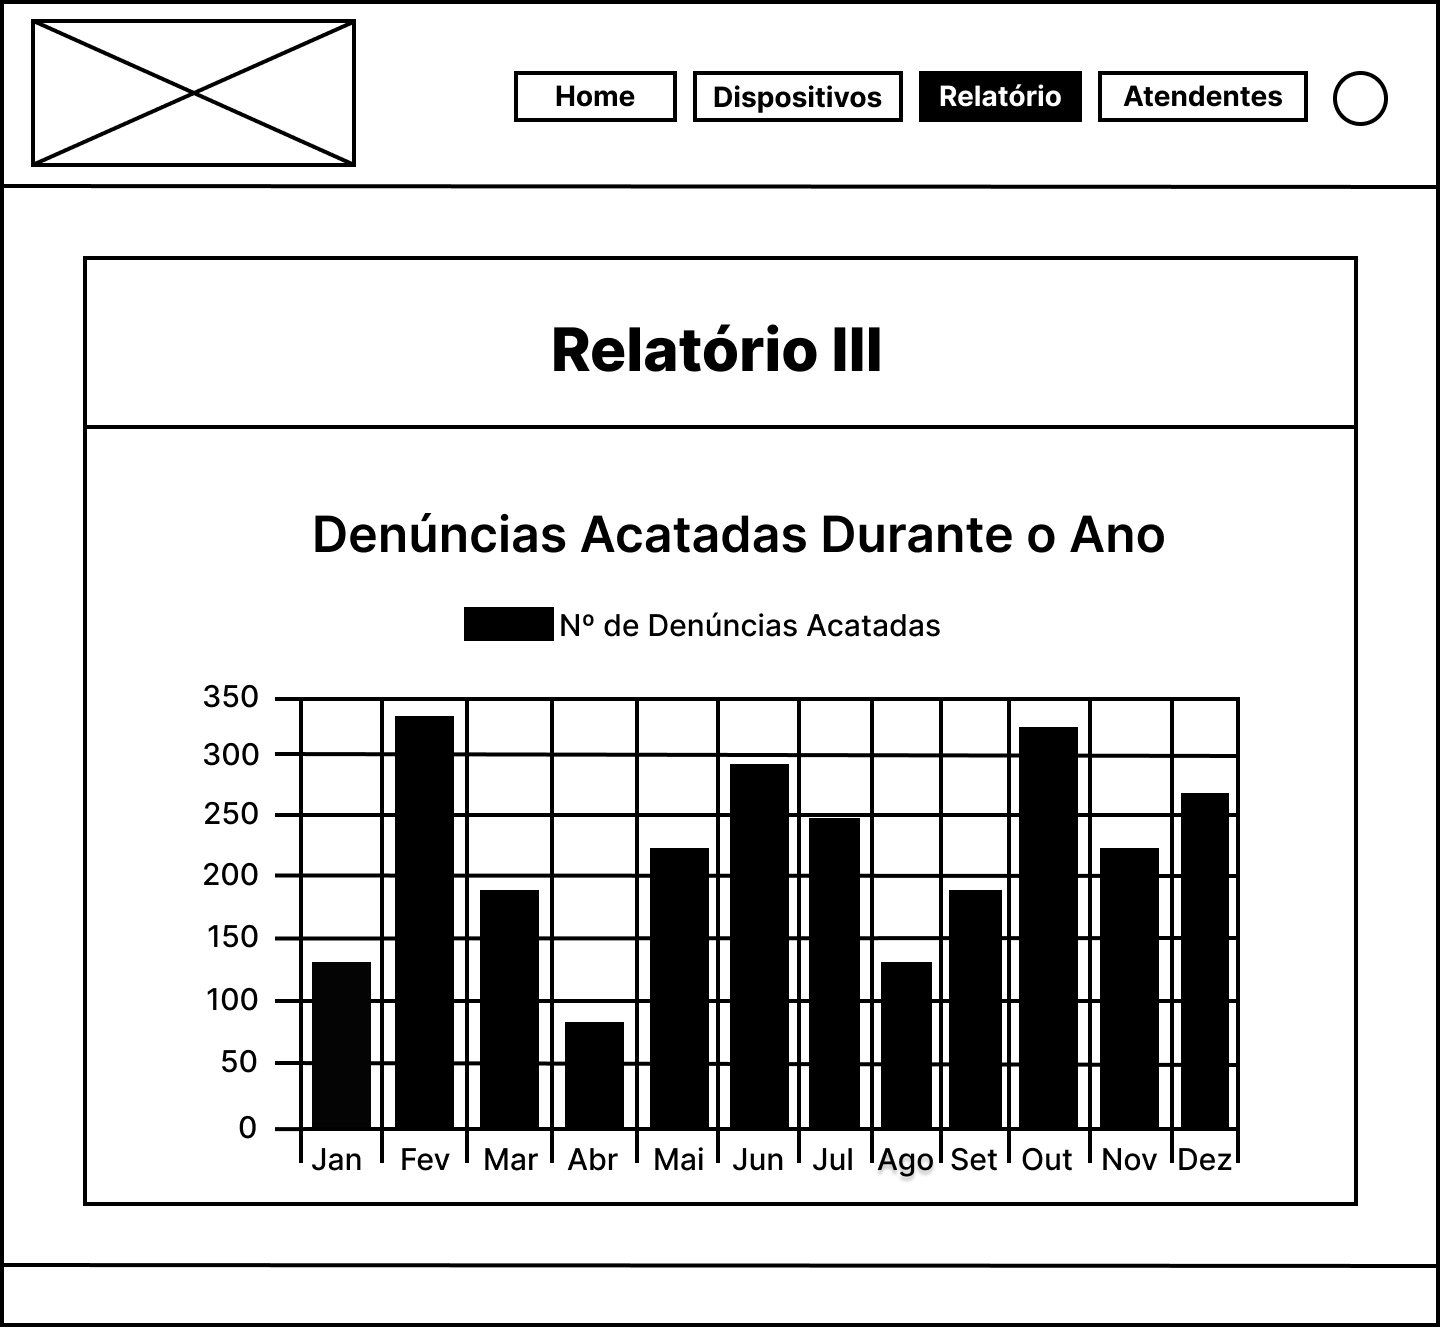 Home Dispositivos Relatório Atendentes
Relatório III
Denúncias Acatadas Durante o Ano
Nº de Denúncias Acatadas
350
300
250
200
150
100
50
0
Jan Fev Mar Abr Mai Jun Jul Ago Set Out Nov Dez